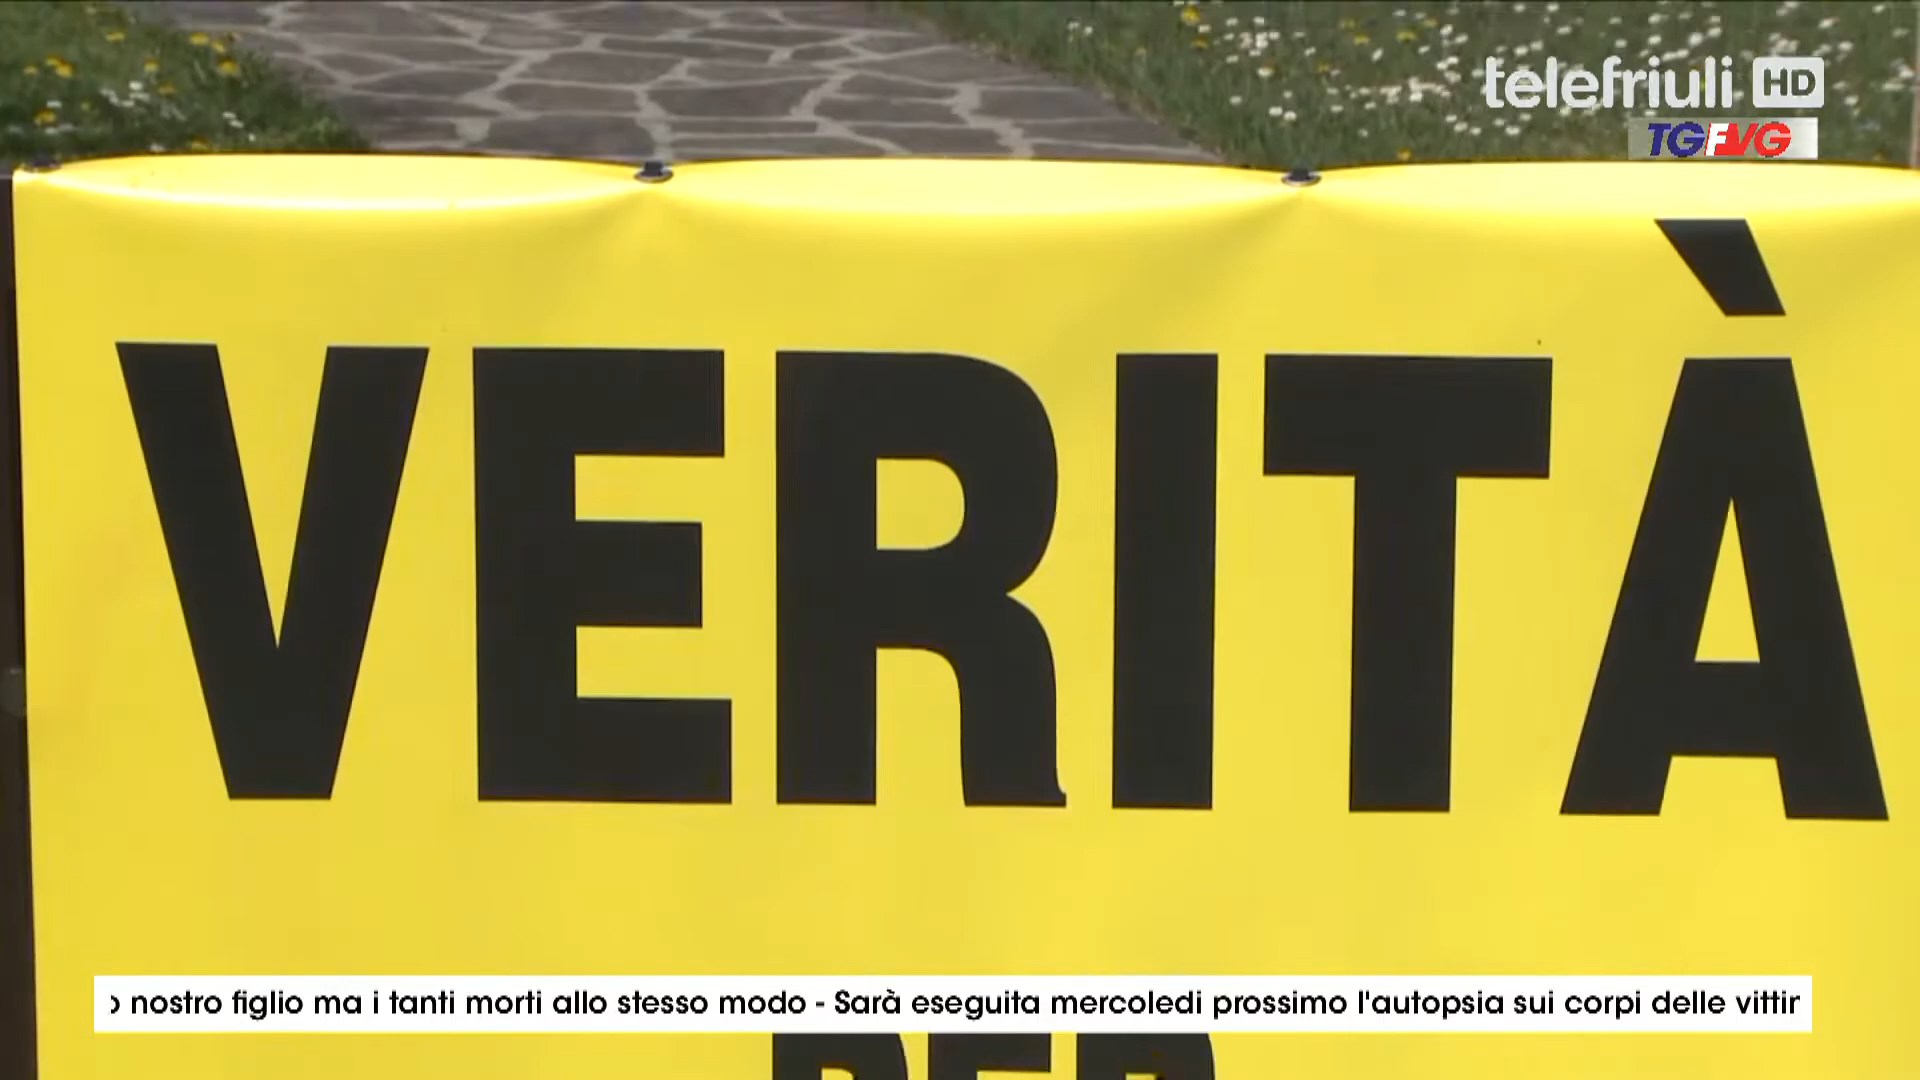 telefriuli HD
TGFVG
VERITÀ
nostro figlio ma i tanti morti allo stesso modo - Sarà eseguita mercoledì prossimo l'autopsia sui corpi delle
PER